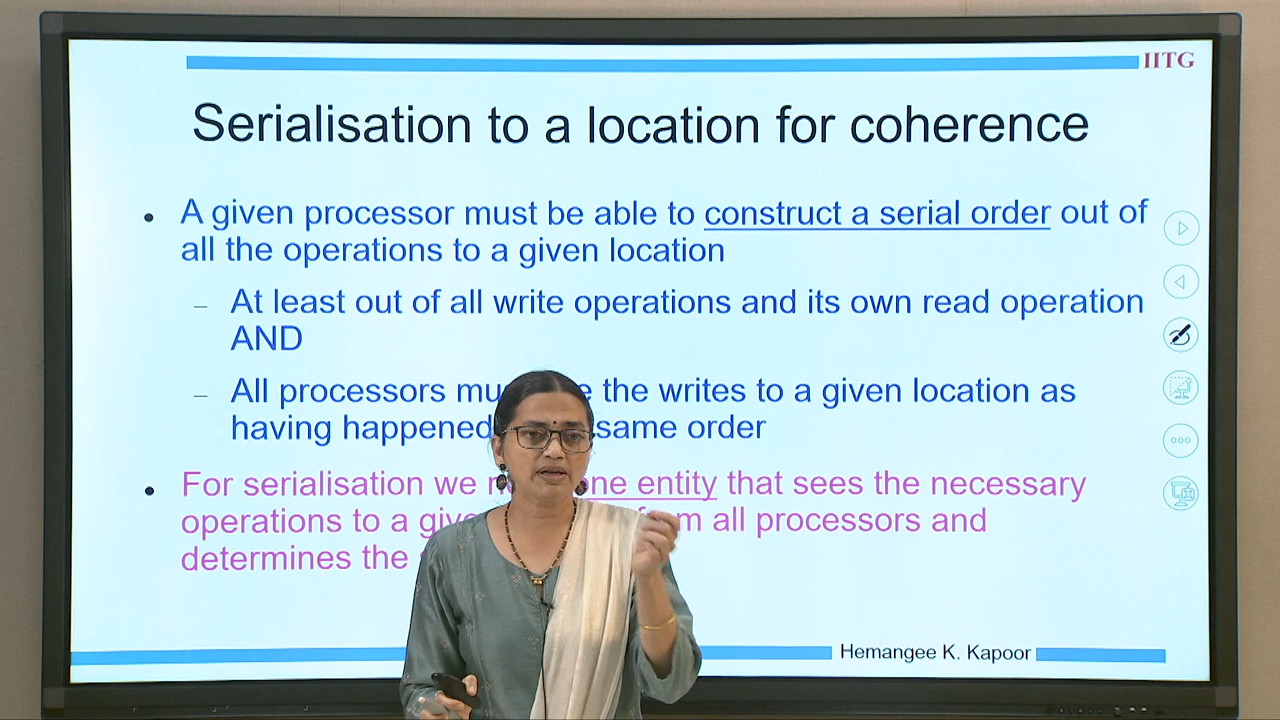 IITG
Serialisation to a location for coherence
• A given processor must be able to construct a serial order out of
all the operations to a given location
– At least out of all write operations and its own read operation
AND
– All processors the writes to a given location as
having happened same order
• For serialisation we one entity that sees the necessary
operations to a all processors and
determines the
Hemangee K. Kapoor